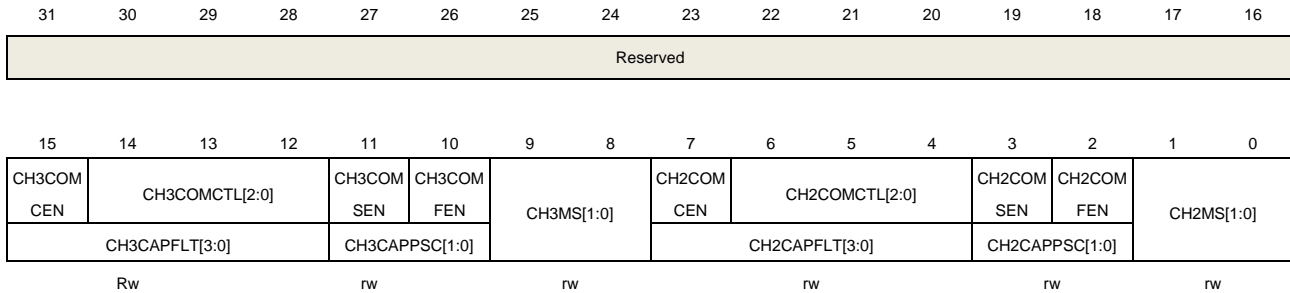 31 30 29 28 27 26 25 24 23 22 21 20 19 18 17 16
Reserved
15 14 13 12 11 10 9 8 7 6 5 4 3 2 1 0
CH3COM CEN CH3COMCTL[2:0] CH3COM SEN CH3COM FEN CH3MS[1:0] CH2COM CEN CH2COMCTL[2:0] CH2COM SEN CH2COM FEN CH2MS[1:0]
CH3CAPFLT[3:0] CH3CAPPSC[1:0] CH2CAPFLT[3:0] CH2CAPPSC[1:0]
Rw rw rw rw rw rw